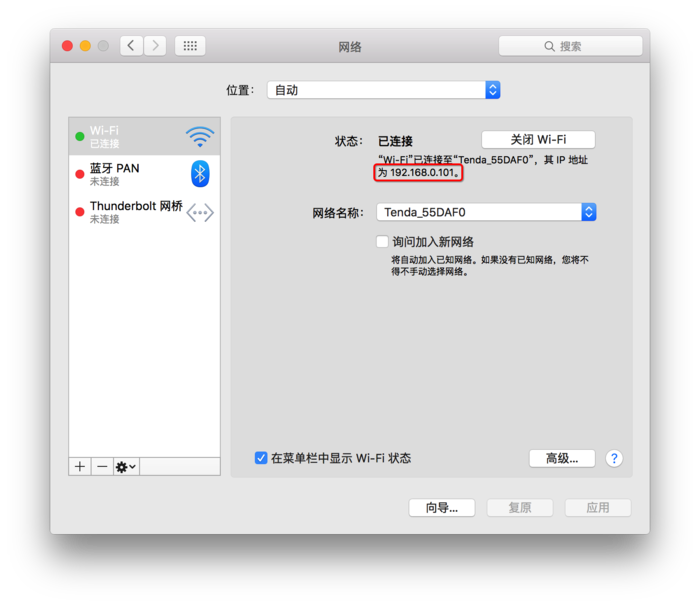 网络
搜索
位置：
自动
Wi-Fi
已连接
蓝牙 PAN
未连接
Thunderbolt 网桥
未连接
状态：
已连接
关闭 Wi-Fi
“Wi-Fi”已连接至“Tenda_55DAF0”，其 IP 地址
为 192.168.0.101。
网络名称：
Tenda_55DAF0
询问加入新网络
将自动加入已知网络。如果没有已知网络，您将不
得不手动选择网络。
在菜单栏中显示 Wi-Fi 状态
高级...
?
向导...
复原
应用